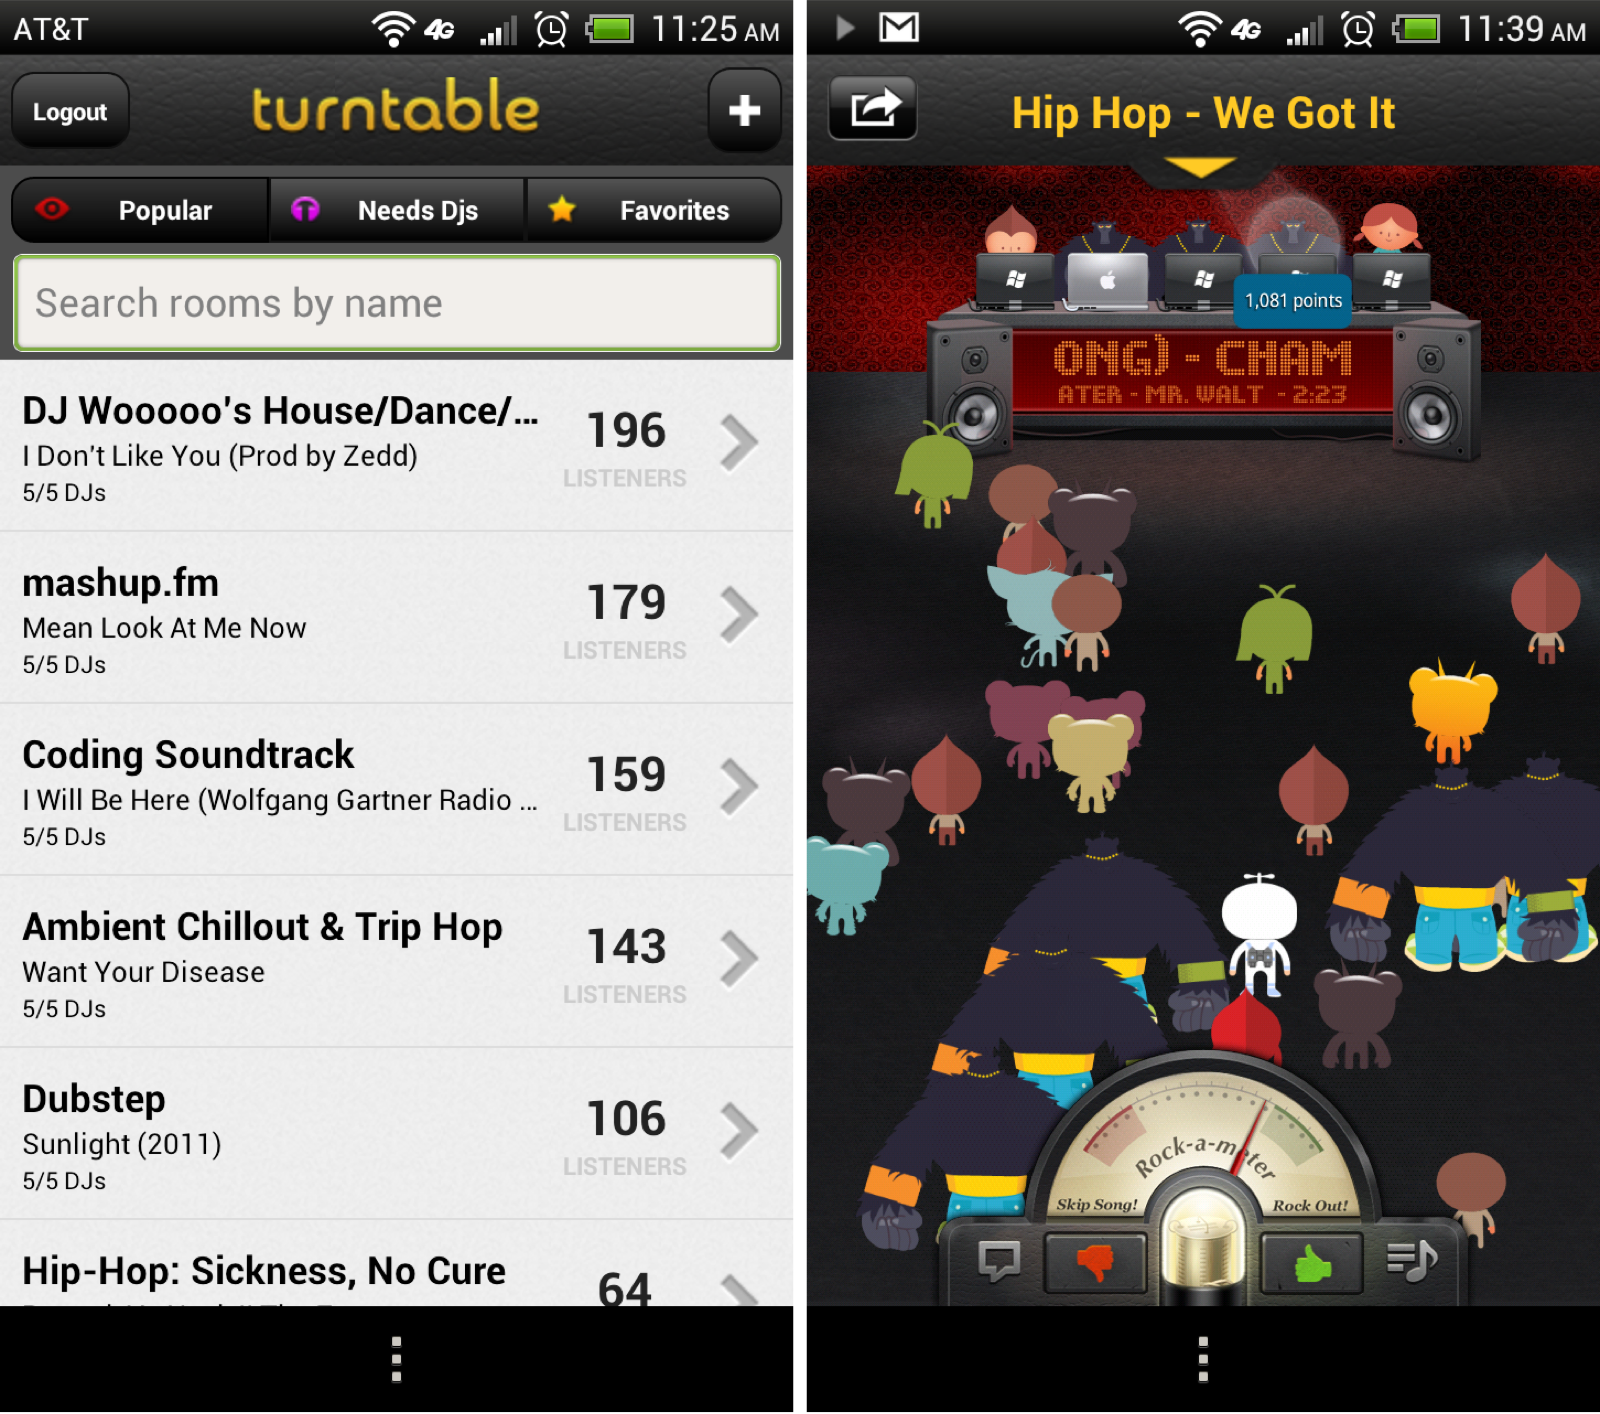 AT&T 4G 11:25 AM
Logout
turntable
Popular
Needs Djs
Favorites
Search rooms by name
DJ Wooooo's House/Dance/...
I Don't Like You (Prod by Zedd)
5/5 DJs
196
LISTENERS
mashup.fm
Mean Look At Me Now
5/5 DJs
179
LISTENERS
Coding Soundtrack
I Will Be Here (Wolfgang Gartner Radio ...
5/5 DJs
159
LISTENERS
Ambient Chillout & Trip Hop
Want Your Disease
5/5 DJs
143
LISTENERS
Dubstep
Sunlight (2011)
5/5 DJs
106
LISTENERS
Hip-Hop: Sickness, No Cure
64
4G 11:39 AM
Hip Hop - We Got It
1,081 points
ONG) - CHAM
ATER - MR. WALT - 2:23
Rock-a-meter
Skip Song!
Rock Out!